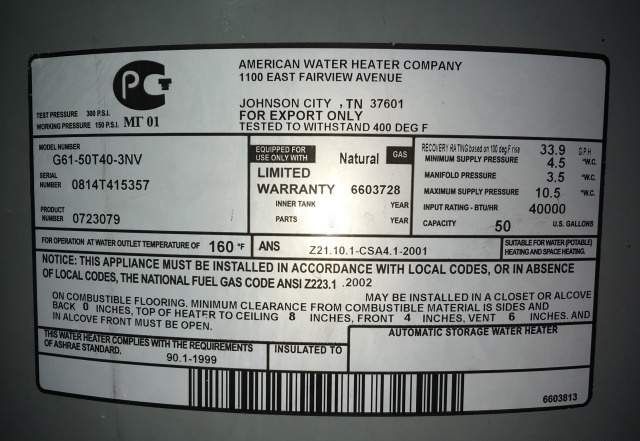 AMERICAN WATER HEATER COMPANY
1100 EAST FAIRVIEW AVENUE
JOHNSON CITY , TN 37601
FOR EXPORT ONLY
TESTED TO WITHSTAND 400 DEG F
РСТ
TEST PRESSURE 300 P.S.I.
WORKING PRESSURE 150 P.S.I. МГ 01
MODEL NUMBER
G61-50T40-3NV
SERIAL NUMBER 0814T415357
PRODUCT NUMBER 0723079
EQUIPPED FOR USE ONLY WITH Natural GAS
LIMITED
WARRANTY 6603728
INNER TANK YEAR
PARTS YEAR
RECOVERY RATING based on 100 deg F rise 33.9 G.P.H
MINIMUM SUPPLY PRESSURE 4.5 "W.C.
MANIFOLD PRESSURE 3.5 "W.C.
MAXIMUM SUPPLY PRESSURE 10.5 "W.C.
INPUT RATING - BTU/HR 40000
CAPACITY 50 U.S. GALLONS
FOR OPERATION AT WATER OUTLET TEMPERATURE OF 160 °F
ANS Z21.10.1-CSA4.1-2001
SUITABLE FOR WATER (POTABLE)
HEATING AND SPACE HEATING.
NOTICE: THIS APPLIANCE MUST BE INSTALLED IN ACCORDANCE WITH LOCAL CODES, OR IN ABSENCE
OF LOCAL CODES, THE NATIONAL FUEL GAS CODE ANSI Z223.1 .2002
MAY BE INSTALLED IN A CLOSET OR ALCOVE
ON COMBUSTIBLE FLOORING. MINIMUM CLEARANCE FROM COMBUSTIBLE MATERIAL IS SIDES AND
BACK 0 INCHES, TOP OF HEATER TO CEILING 8 INCHES, FRONT 4 INCHES, VENT 6 INCHES. AND
IN ALCOVE FRONT MUST BE OPEN.
THIS WATER HEATER COMPLIES WITH THE REQUIREMENTS
OF ASHRAE STANDARD. 90.1-1999
INSULATED TO
AUTOMATIC STORAGE WATER HEATER
6603813